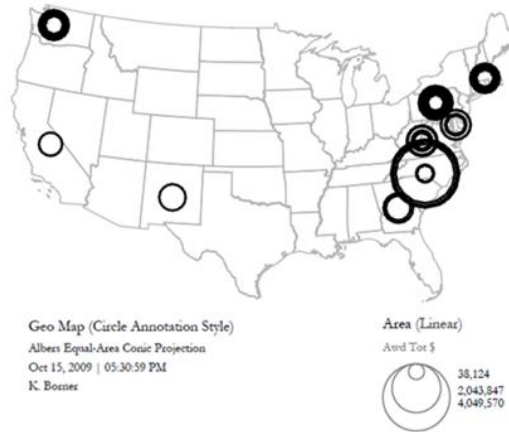 Geo Map (Circle Annotation Style)
Albers Equal-Area Conic Projection
Oct 15, 2009 | 05:30:59 PM
K. Borner
Area (Linear)
Awd Tot $
38,124
2,043,847
4,049,570